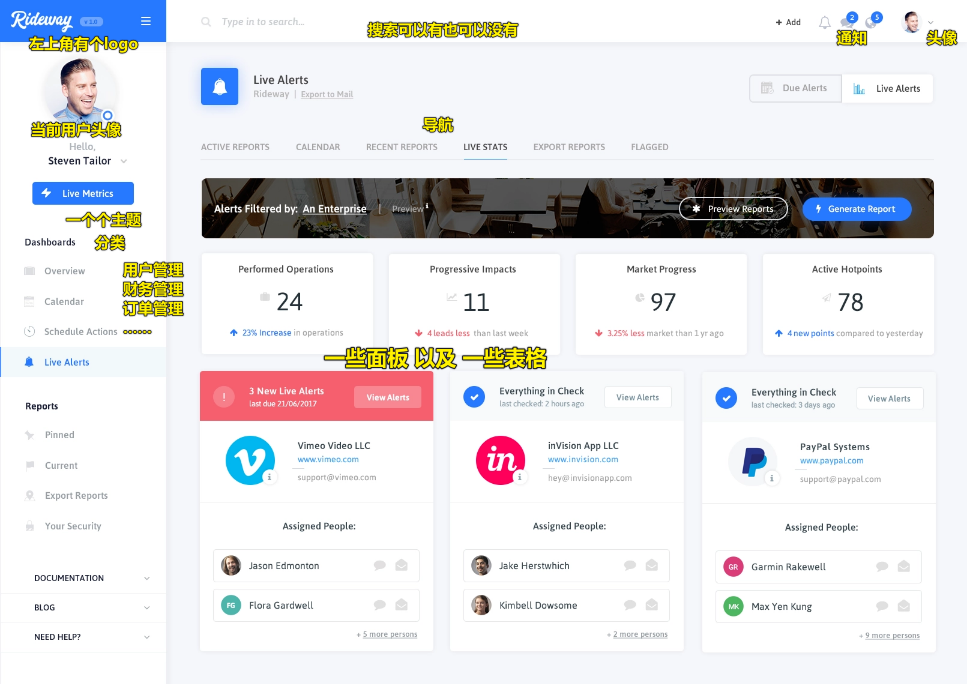 Rideway v 1.0
左上角有个logo
当前用户头像
Hello,
Steven Tailor
Live Metrics
一个个主题
Dashboards
分类
Overview
用户管理
Calendar
财务管理
订单管理
Schedule Actions
Live Alerts
Reports
Pinned
Current
Export Reports
Your Security
DOCUMENTATION
BLOG
NEED HELP?
Type in to search...
搜索可以有也可以没有
+ Add
2
5
通知
头像
Live Alerts
Rideway | Export to Mail
Due Alerts
Live Alerts
导航
ACTIVE REPORTS CALENDAR RECENT REPORTS LIVE STATS EXPORT REPORTS FLAGGED
Alerts Filtered by: An Enterprise | Preview i
Preview Reports
Generate Report
Performed Operations
24
23% Increase in operations
Progressive Impacts
11
4 leads less than last week
Market Progress
97
3.25% less market than 1 yr ago
Active Hotpoints
78
4 new points compared to yesterday
一些面板 以及 一些表格
3 New Live Alerts
last due 21/06/2017
View Alerts
Vimeo Video LLC
www.vimeo.com
support@vimeo.com
Assigned People:
Jason Edmonton
FG Flora Gardwell
+ 5 more persons
Everything in Check
last checked: 2 hours ago
View Alerts
in
inVision App LLC
www.invision.com
hey@invisionapp.com
Assigned People:
Jake Herstwhich
Kimbell Dowsome
+ 2 more persons
Everything in Check
last checked: 3 days ago
View Alerts
PayPal Systems
www.paypal.com
support@paypal.com
Assigned People:
GR Garmin Rakewell
MK Max Yen Kung
+ 9 more persons